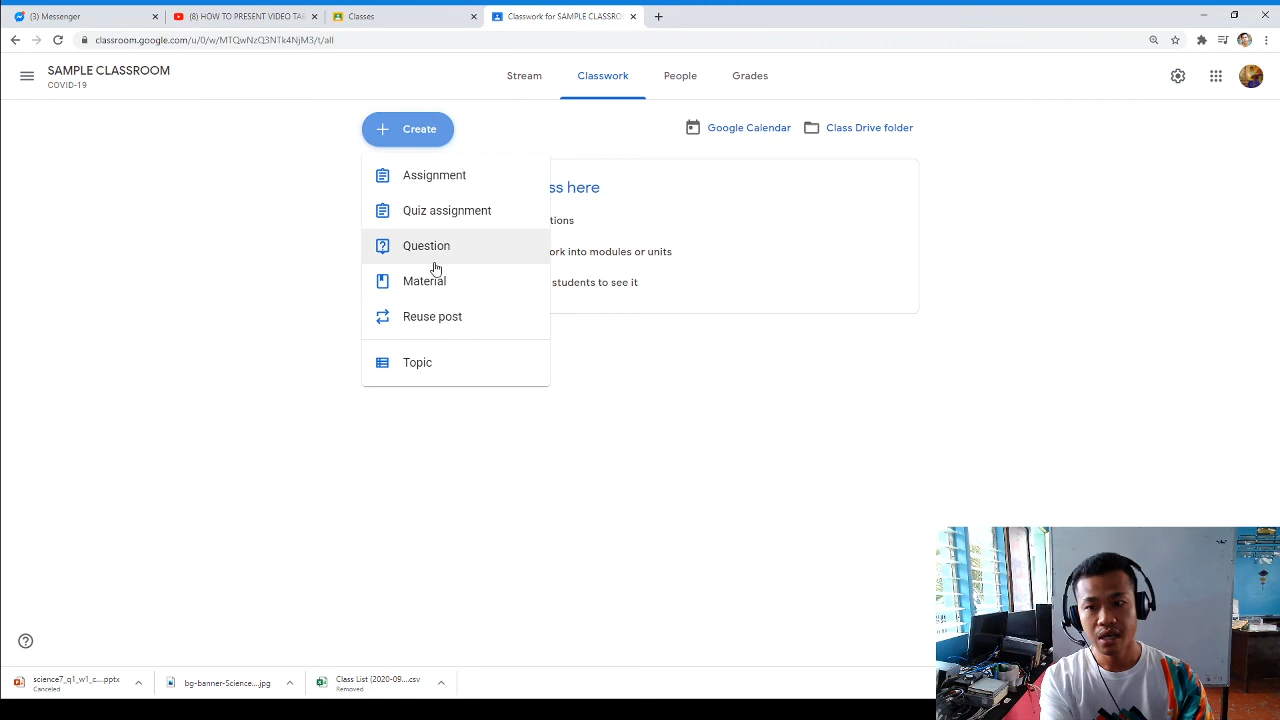 (3) Messenger
(8) HOW TO PRESENT VIDEO TAB
Classes
Classwork for SAMPLE CLASSROO
classroom.google.com/u/0/w/MTQwNzQ3NTk4NjM3/t/all
SAMPLE CLASSROOM
COVID-19
Stream
Classwork
People
Grades
Create
Google Calendar
Class Drive folder
Assignment
Quiz assignment
Question
Material
Reuse post
Topic
ss here
tions
ork into modules or units
students to see it
science7_q1_w1_c....pptx
Canceled
bg-banner-Science....jpg
Class List (2020-09....csv
Removed